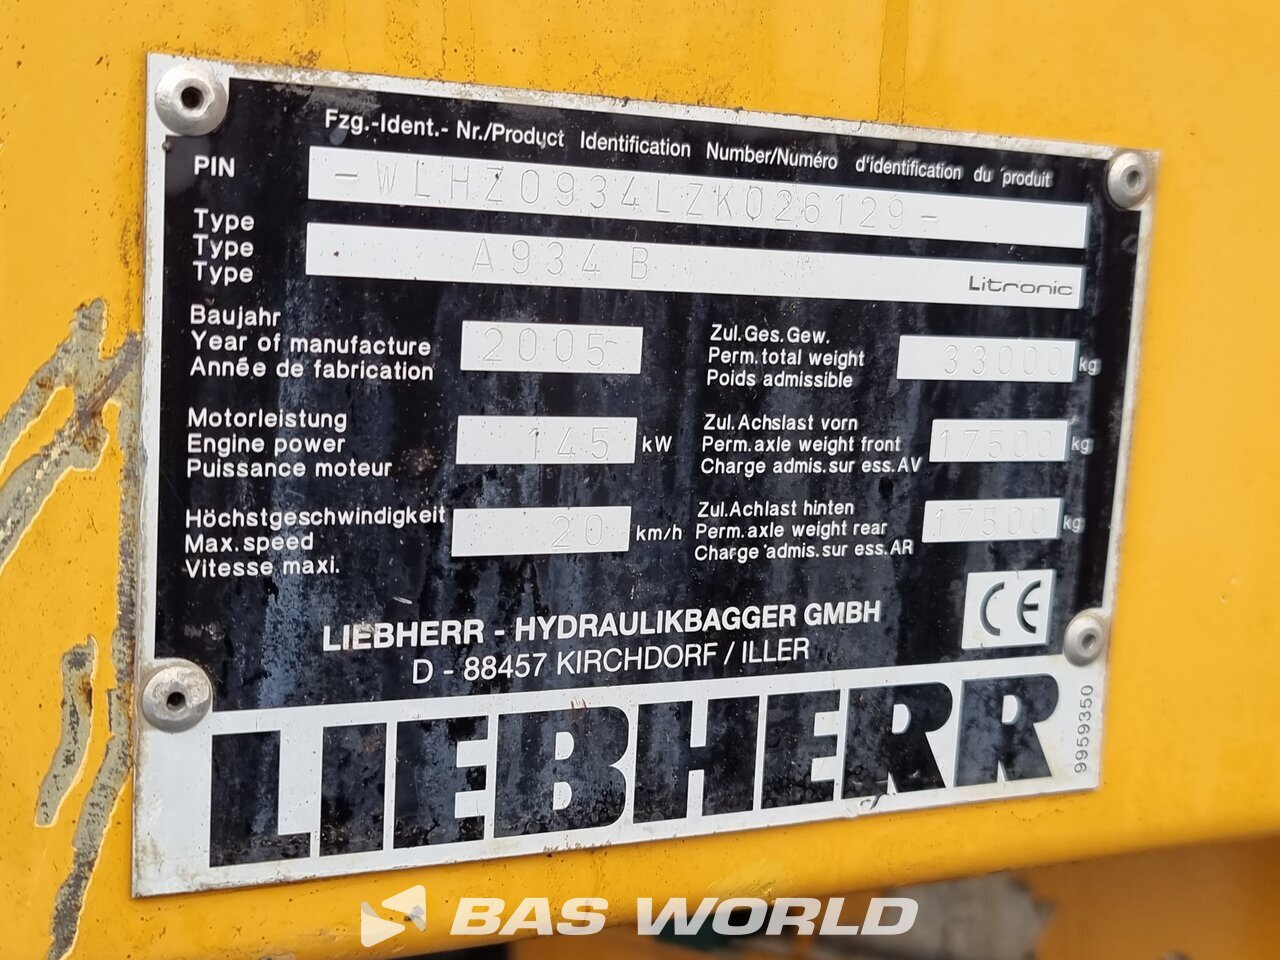 Fzg.-Ident.- Nr./Product Identification Number/Numéro d'identification du produit
PIN -WLHZ0934LZK026129-
Type
Type A934 B Litronic
Type
Baujahr
Year of manufacture 2005
Année de fabrication
Zul.Ges.Gew.
Perm.total weight 33000 kg
Poids admissible
Motorleistung
Engine power 145 kW
Puissance moteur
Zul.Achslast vorn
Perm.axle weight front 17500 kg
Charge admis.sur ess.AV
Höchstgeschwindigkeit
Max.speed 20 km/h
Vitesse maxi.
Zul.Achlast hinten
Perm.axle weight rear 17500 kg
Charge admis.sur ess.AR
CE
LIEBHERR - HYDRAULIKBAGGER GMBH
D - 88457 KIRCHDORF / ILLER
LIEBHERR
9959350
BAS WORLD